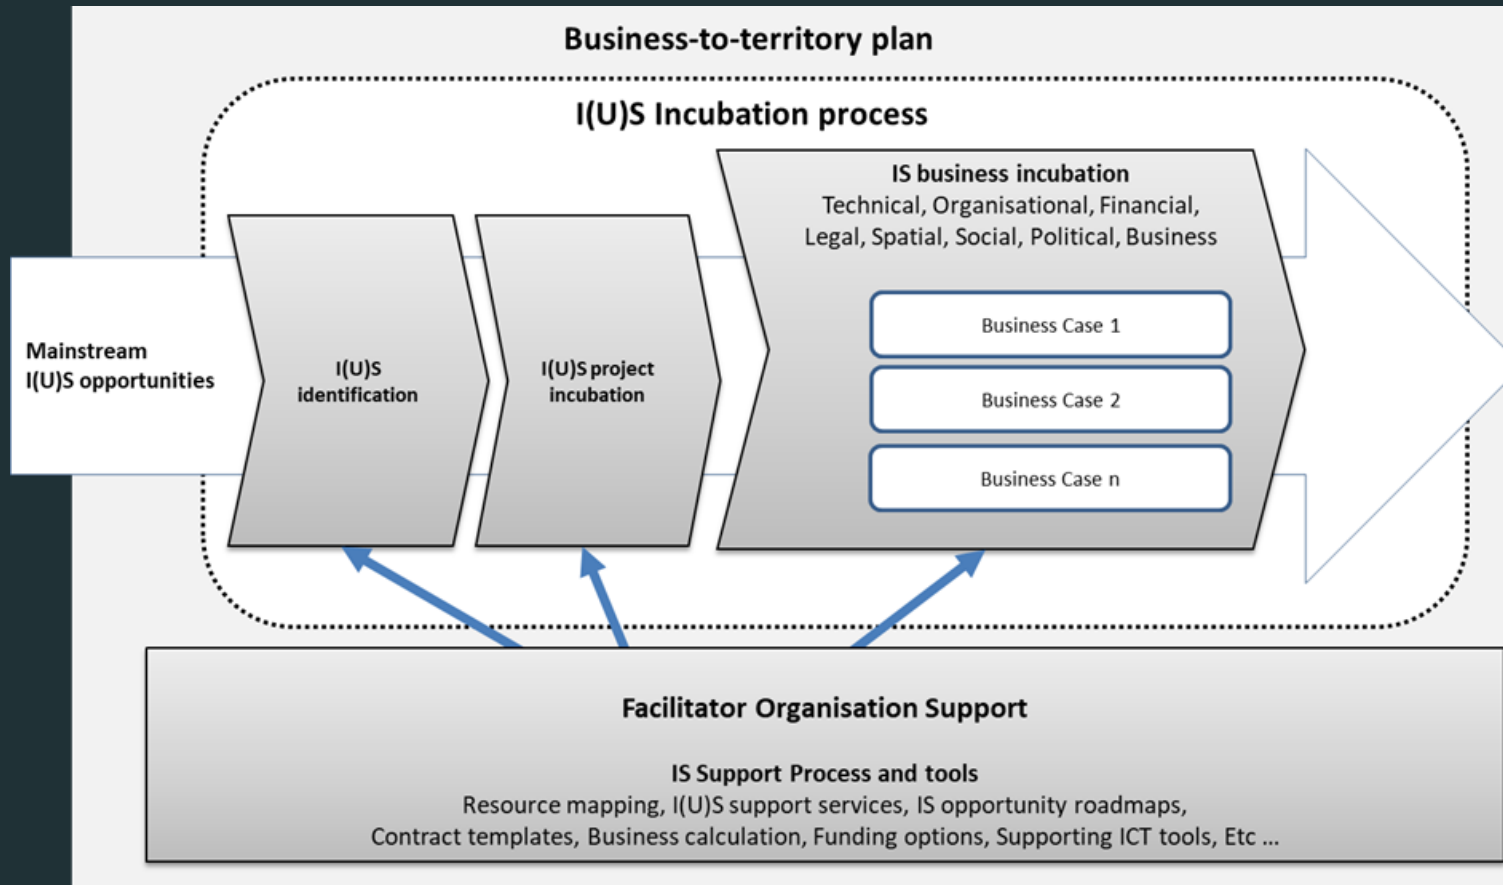 Business-to-territory plan
I(U)S Incubation process
IS business incubation
Technical, Organisational, Financial,
Legal, Spatial, Social, Political, Business
Mainstream
I(U)S opportunities
I(U)S
identification
I(U)S project
incubation
Business Case 1
Business Case 2
Business Case n
Facilitator Organisation Support
IS Support Process and tools
Resource mapping, I(U)S support services, IS opportunity roadmaps,
Contract templates, Business calculation, Funding options, Supporting ICT tools, Etc ...